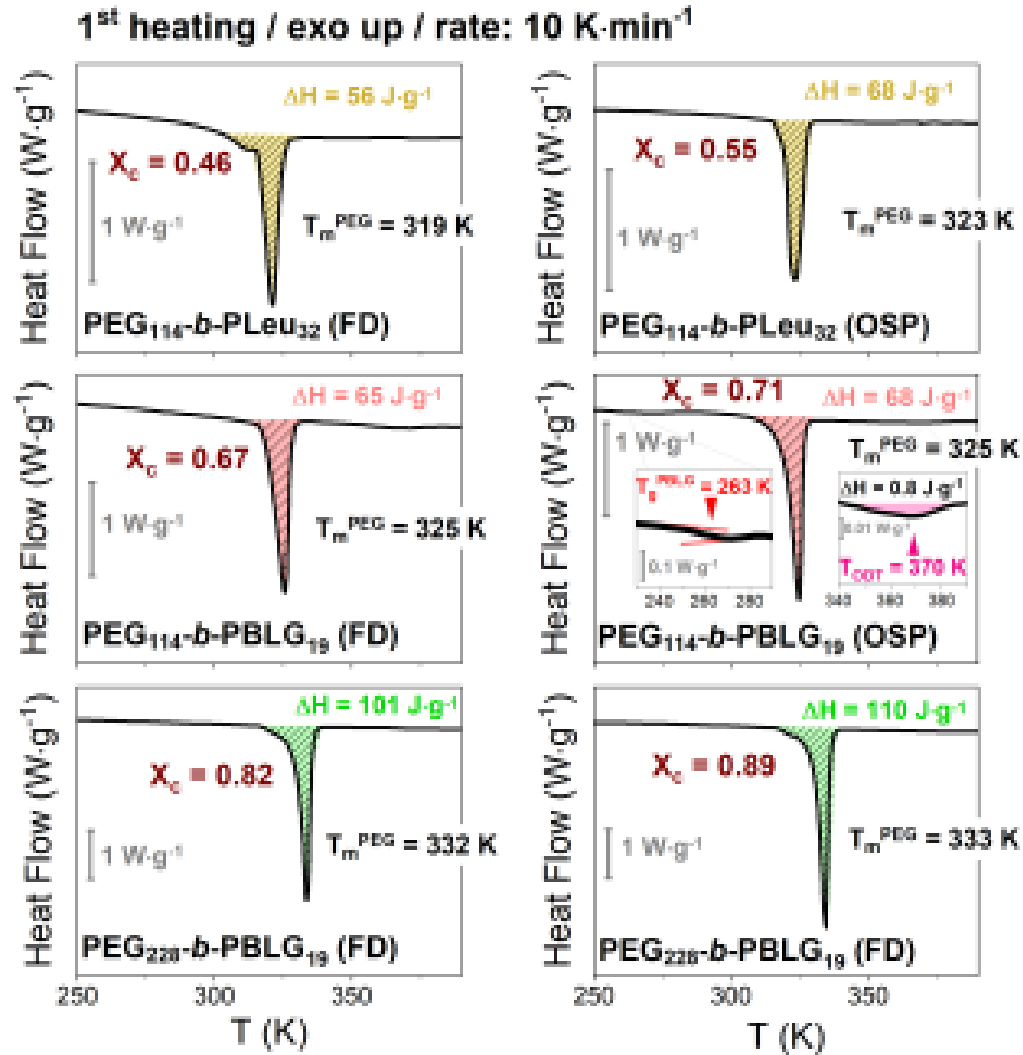 1st heating / exo up / rate: 10 K·min-1
Heat Flow (W·g-1)
ΔH = 56 J·g-1
Xc = 0.46
1 W·g-1
TmPEG = 319 K
PEG114-b-PLeu32 (FD)
Heat Flow (W·g-1)
ΔH = 68 J·g-1
Xc = 0.55
1 W·g-1
TmPEG = 323 K
PEG114-b-PLeu32 (OSP)
Heat Flow (W·g-1)
ΔH = 65 J·g-1
Xc = 0.67
1 W·g-1
TmPEG = 325 K
PEG114-b-PBLG19 (FD)
Heat Flow (W·g-1)
Xc = 0.71
ΔH = 68 J·g-1
1 W·g-1
TmPEG = 325 K
TgPBLG = 263 K
0.1 W·g-1
240 260 280
ΔH = 0.8 J·g-1
0.01 W·g-1
TODT = 370 K
340 360 380
PEG114-b-PBLG19 (OSP)
Heat Flow (W·g-1)
ΔH = 101 J·g-1
Xc = 0.82
1 W·g-1
TmPEG = 332 K
PEG228-b-PBLG19 (FD)
250 300 350
T (K)
Heat Flow (W·g-1)
ΔH = 110 J·g-1
Xc = 0.89
1 W·g-1
TmPEG = 333 K
PEG228-b-PBLG19 (FD)
250 300 350
T (K)